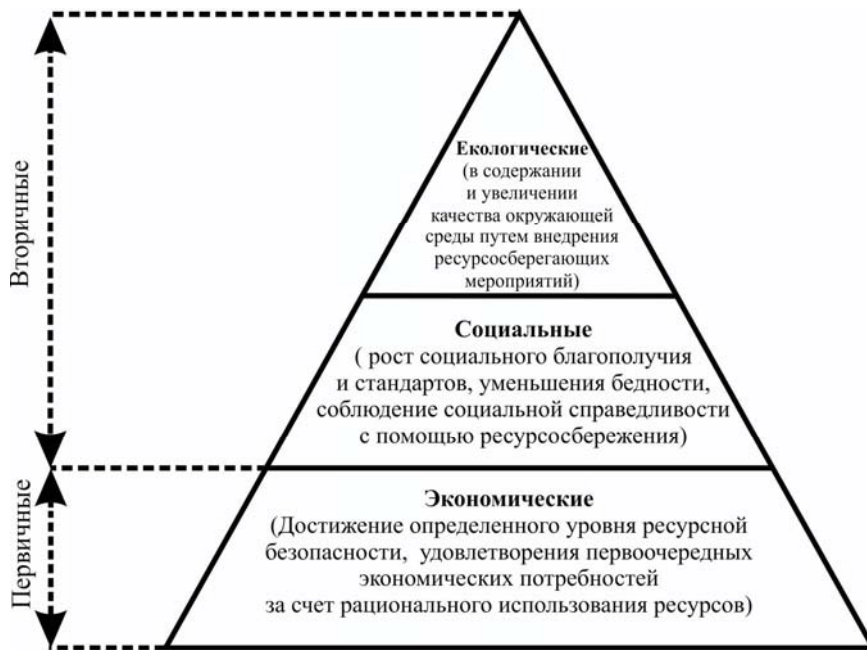 Екологические
(в содержании
и увеличении
качества окружающей
среды путем внедрения
ресурсосберегающих
мероприятий)
Социальные
( рост социального благополучия
и стандартов, уменьшения бедности,
соблюдение социальной справедливости
с помощью ресурсосбережения)
Экономические
(Достижение определенного уровня ресурсной
безопасности, удовлетворения первоочередных
экономических потребностей
за счет рационального использования ресурсов)
Вторичные
Первичные